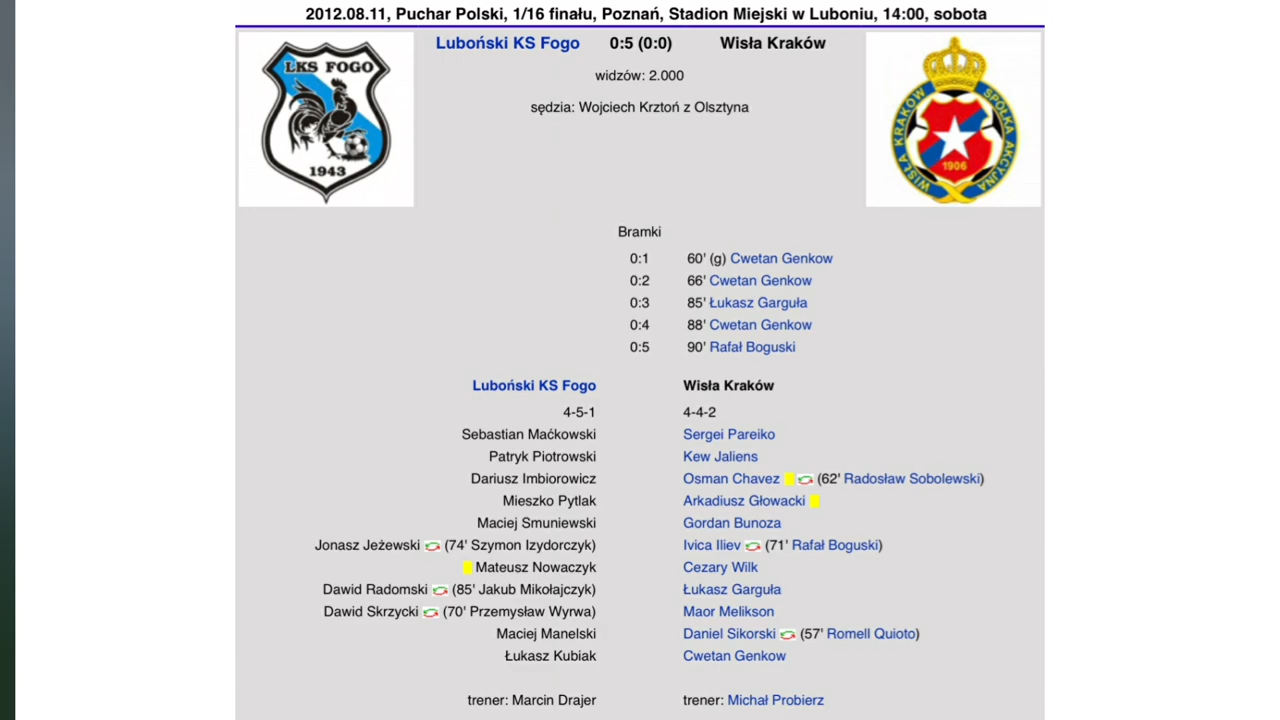 2012.08.11, Puchar Polski, 1/16 finału, Poznań, Stadion Miejski w Luboniu, 14:00, sobota
Luboński KS Fogo 0:5 (0:0) Wisła Kraków
widzów: 2.000
sędzia: Wojciech Krztoń z Olsztyna
LKS FOGO
1943
WISŁA KRAKÓW SPÓŁKA AKCYJNA
1906
Bramki
0:1 60' (g) Cwetan Genkow
0:2 66' Cwetan Genkow
0:3 85' Łukasz Garguła
0:4 88' Cwetan Genkow
0:5 90' Rafał Boguski
Luboński KS Fogo Wisła Kraków
4-5-1 4-4-2
Sebastian Maćkowski Sergei Pareiko
Patryk Piotrowski Kew Jaliens
Dariusz Imbiorowicz Osman Chavez (62' Radosław Sobolewski)
Mieszko Pytlak Arkadiusz Głowacki
Maciej Smuniewski Gordan Bunoza
Jonasz Jeżewski (74' Szymon Izydorczyk) Ivica Iliev (71' Rafał Boguski)
Mateusz Nowaczyk Cezary Wilk
Dawid Radomski (85' Jakub Mikołajczyk) Łukasz Garguła
Dawid Skrzycki (70' Przemysław Wyrwa) Maor Melikson
Maciej Manelski Daniel Sikorski (57' Romell Quioto)
Łukasz Kubiak Cwetan Genkow
trener: Marcin Drajer trener: Michał Probierz